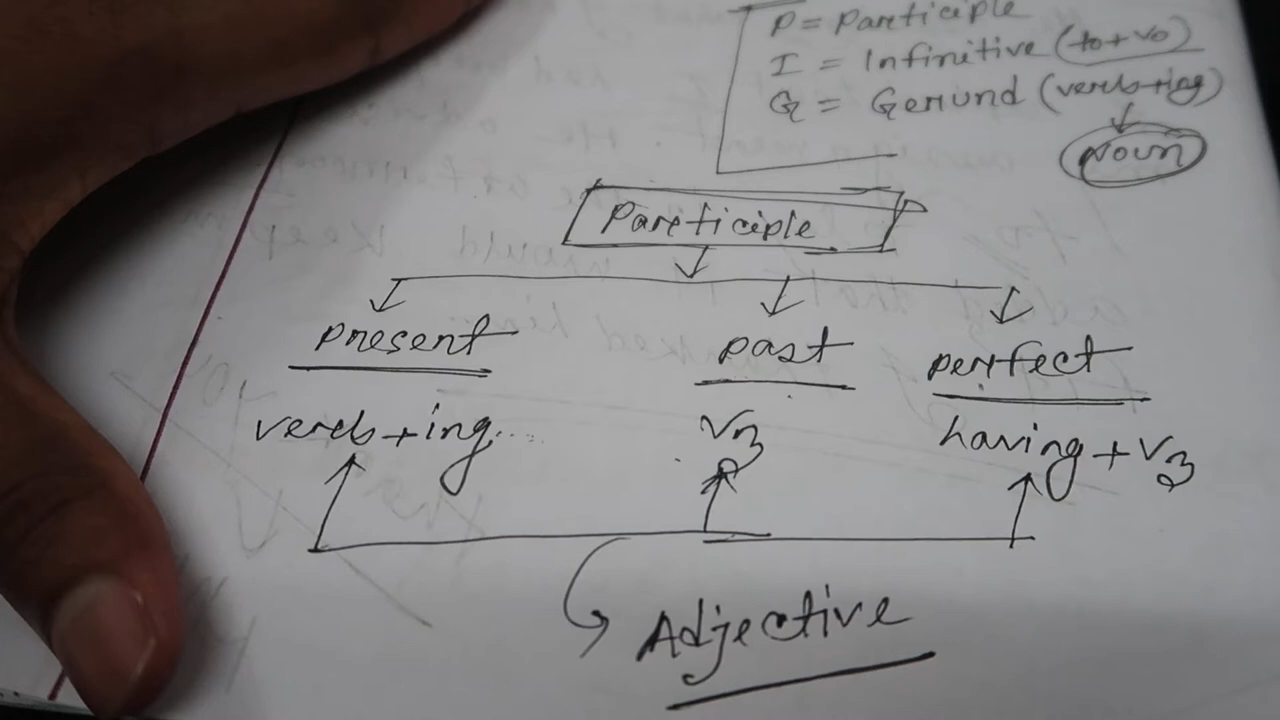 P = Participle
I = Infinitive (to+v0)
G = Gerund (verb+ing)
Noun
Participle
present past perfect
verb+ing... V3 having+V3
Adjective